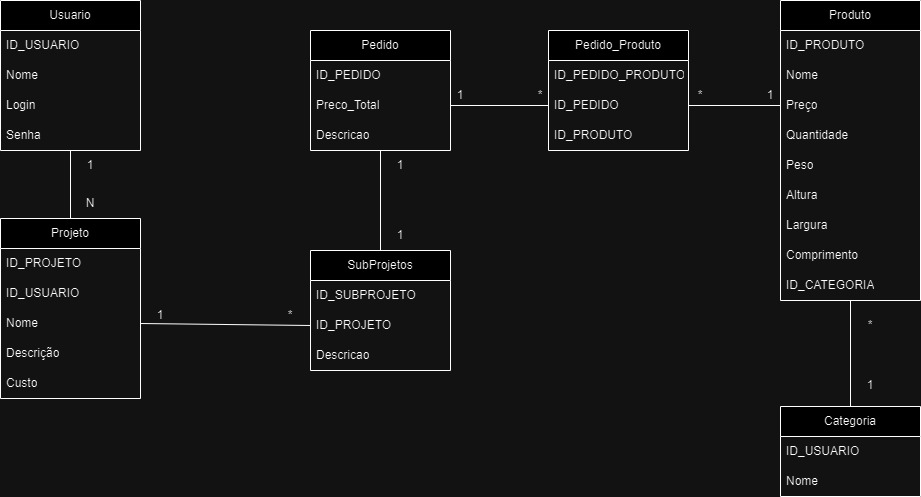 Usuario
ID_USUARIO
Nome
Login
Senha
1
N
Projeto
ID_PROJETO
ID_USUARIO
Nome
Descrição
Custo
1
*
Pedido
ID_PEDIDO
Preco_Total
Descricao
1
1
SubProjetos
ID_SUBPROJETO
ID_PROJETO
Descricao
1
*
Pedido_Produto
ID_PEDIDO_PRODUTO
ID_PEDIDO
ID_PRODUTO
*
1
Produto
ID_PRODUTO
Nome
Preço
Quantidade
Peso
Altura
Largura
Comprimento
ID_CATEGORIA
*
1
Categoria
ID_USUARIO
Nome